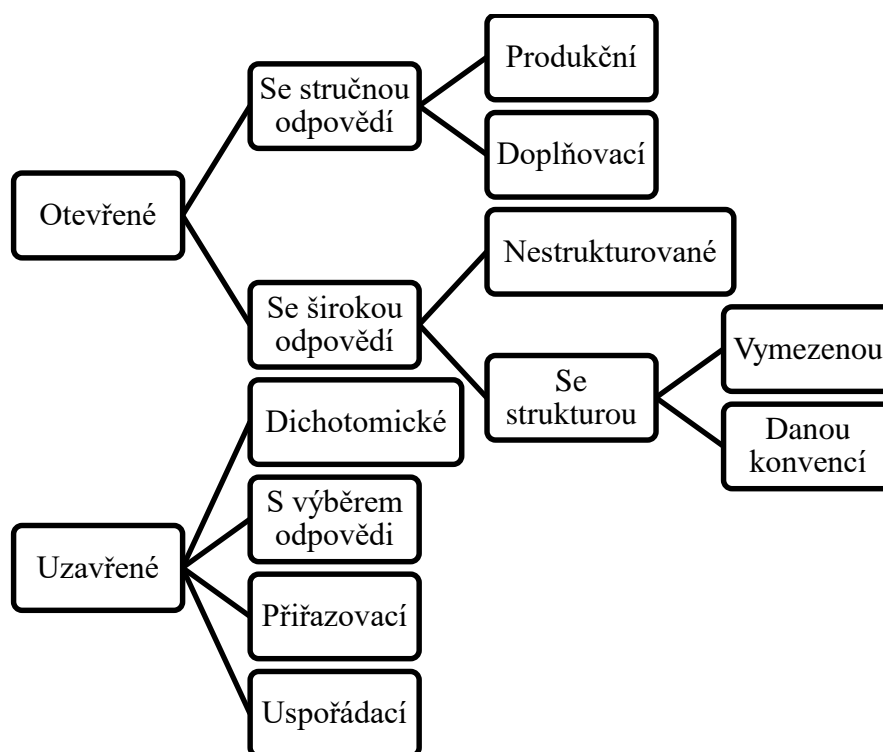 Otevřené
Se stručnou
odpovědí
Produkční
Doplňovací
Se širokou
odpovědí
Nestrukturované
Se
strukturou
Vymezenou
Danou
konvencí
Uzavřené
Dichotomické
S výběrem
odpovědi
Přiřazovací
Uspořádací